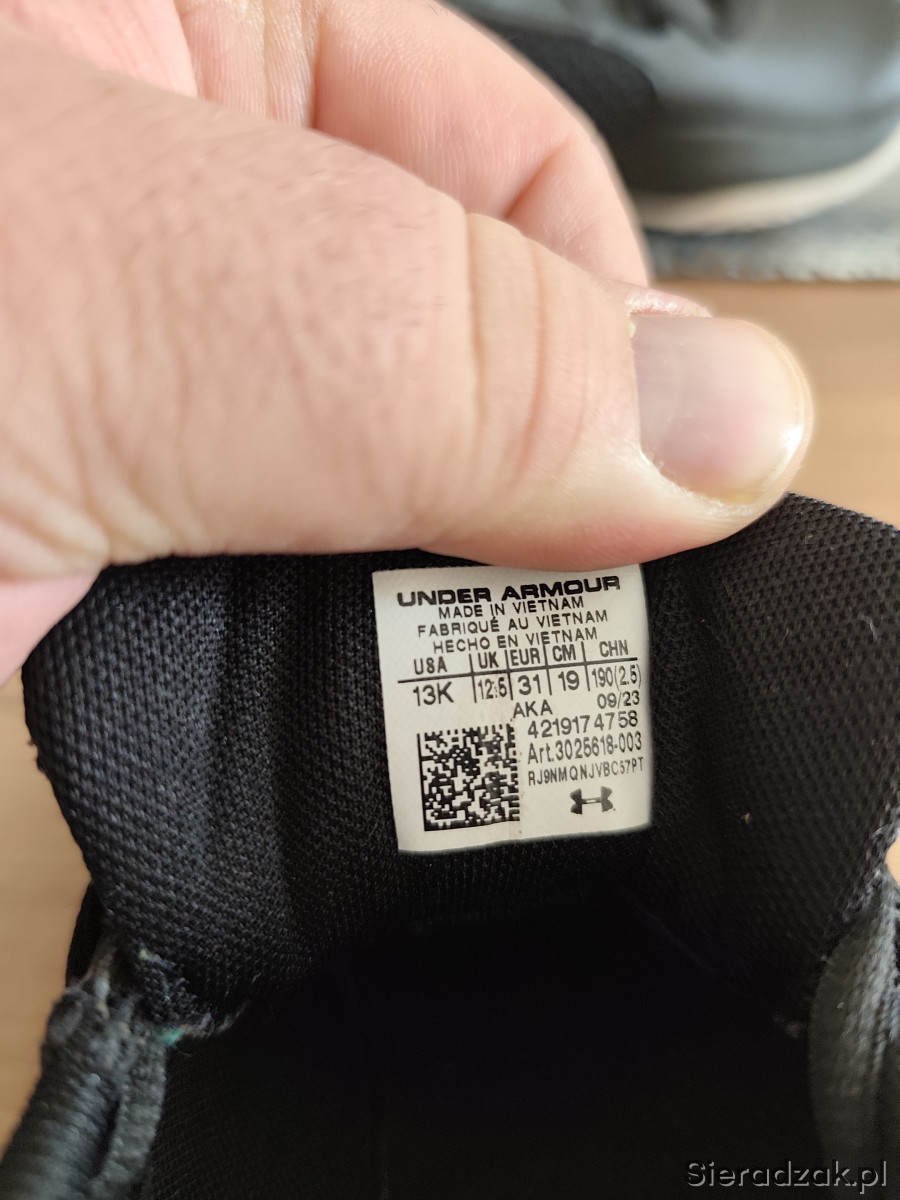 UNDER ARMOUR
MADE IN VIETNAM
FABRIQUÉ AU VIETNAM
HECHO EN VIETNAM
USA UK EUR CM CHN
13K 12.5 31 19 190(2.5)
AKA 09/23
4219174758
Art.3025618-003
RJ9NMQNJVBC57PT
Sieradzak.pl